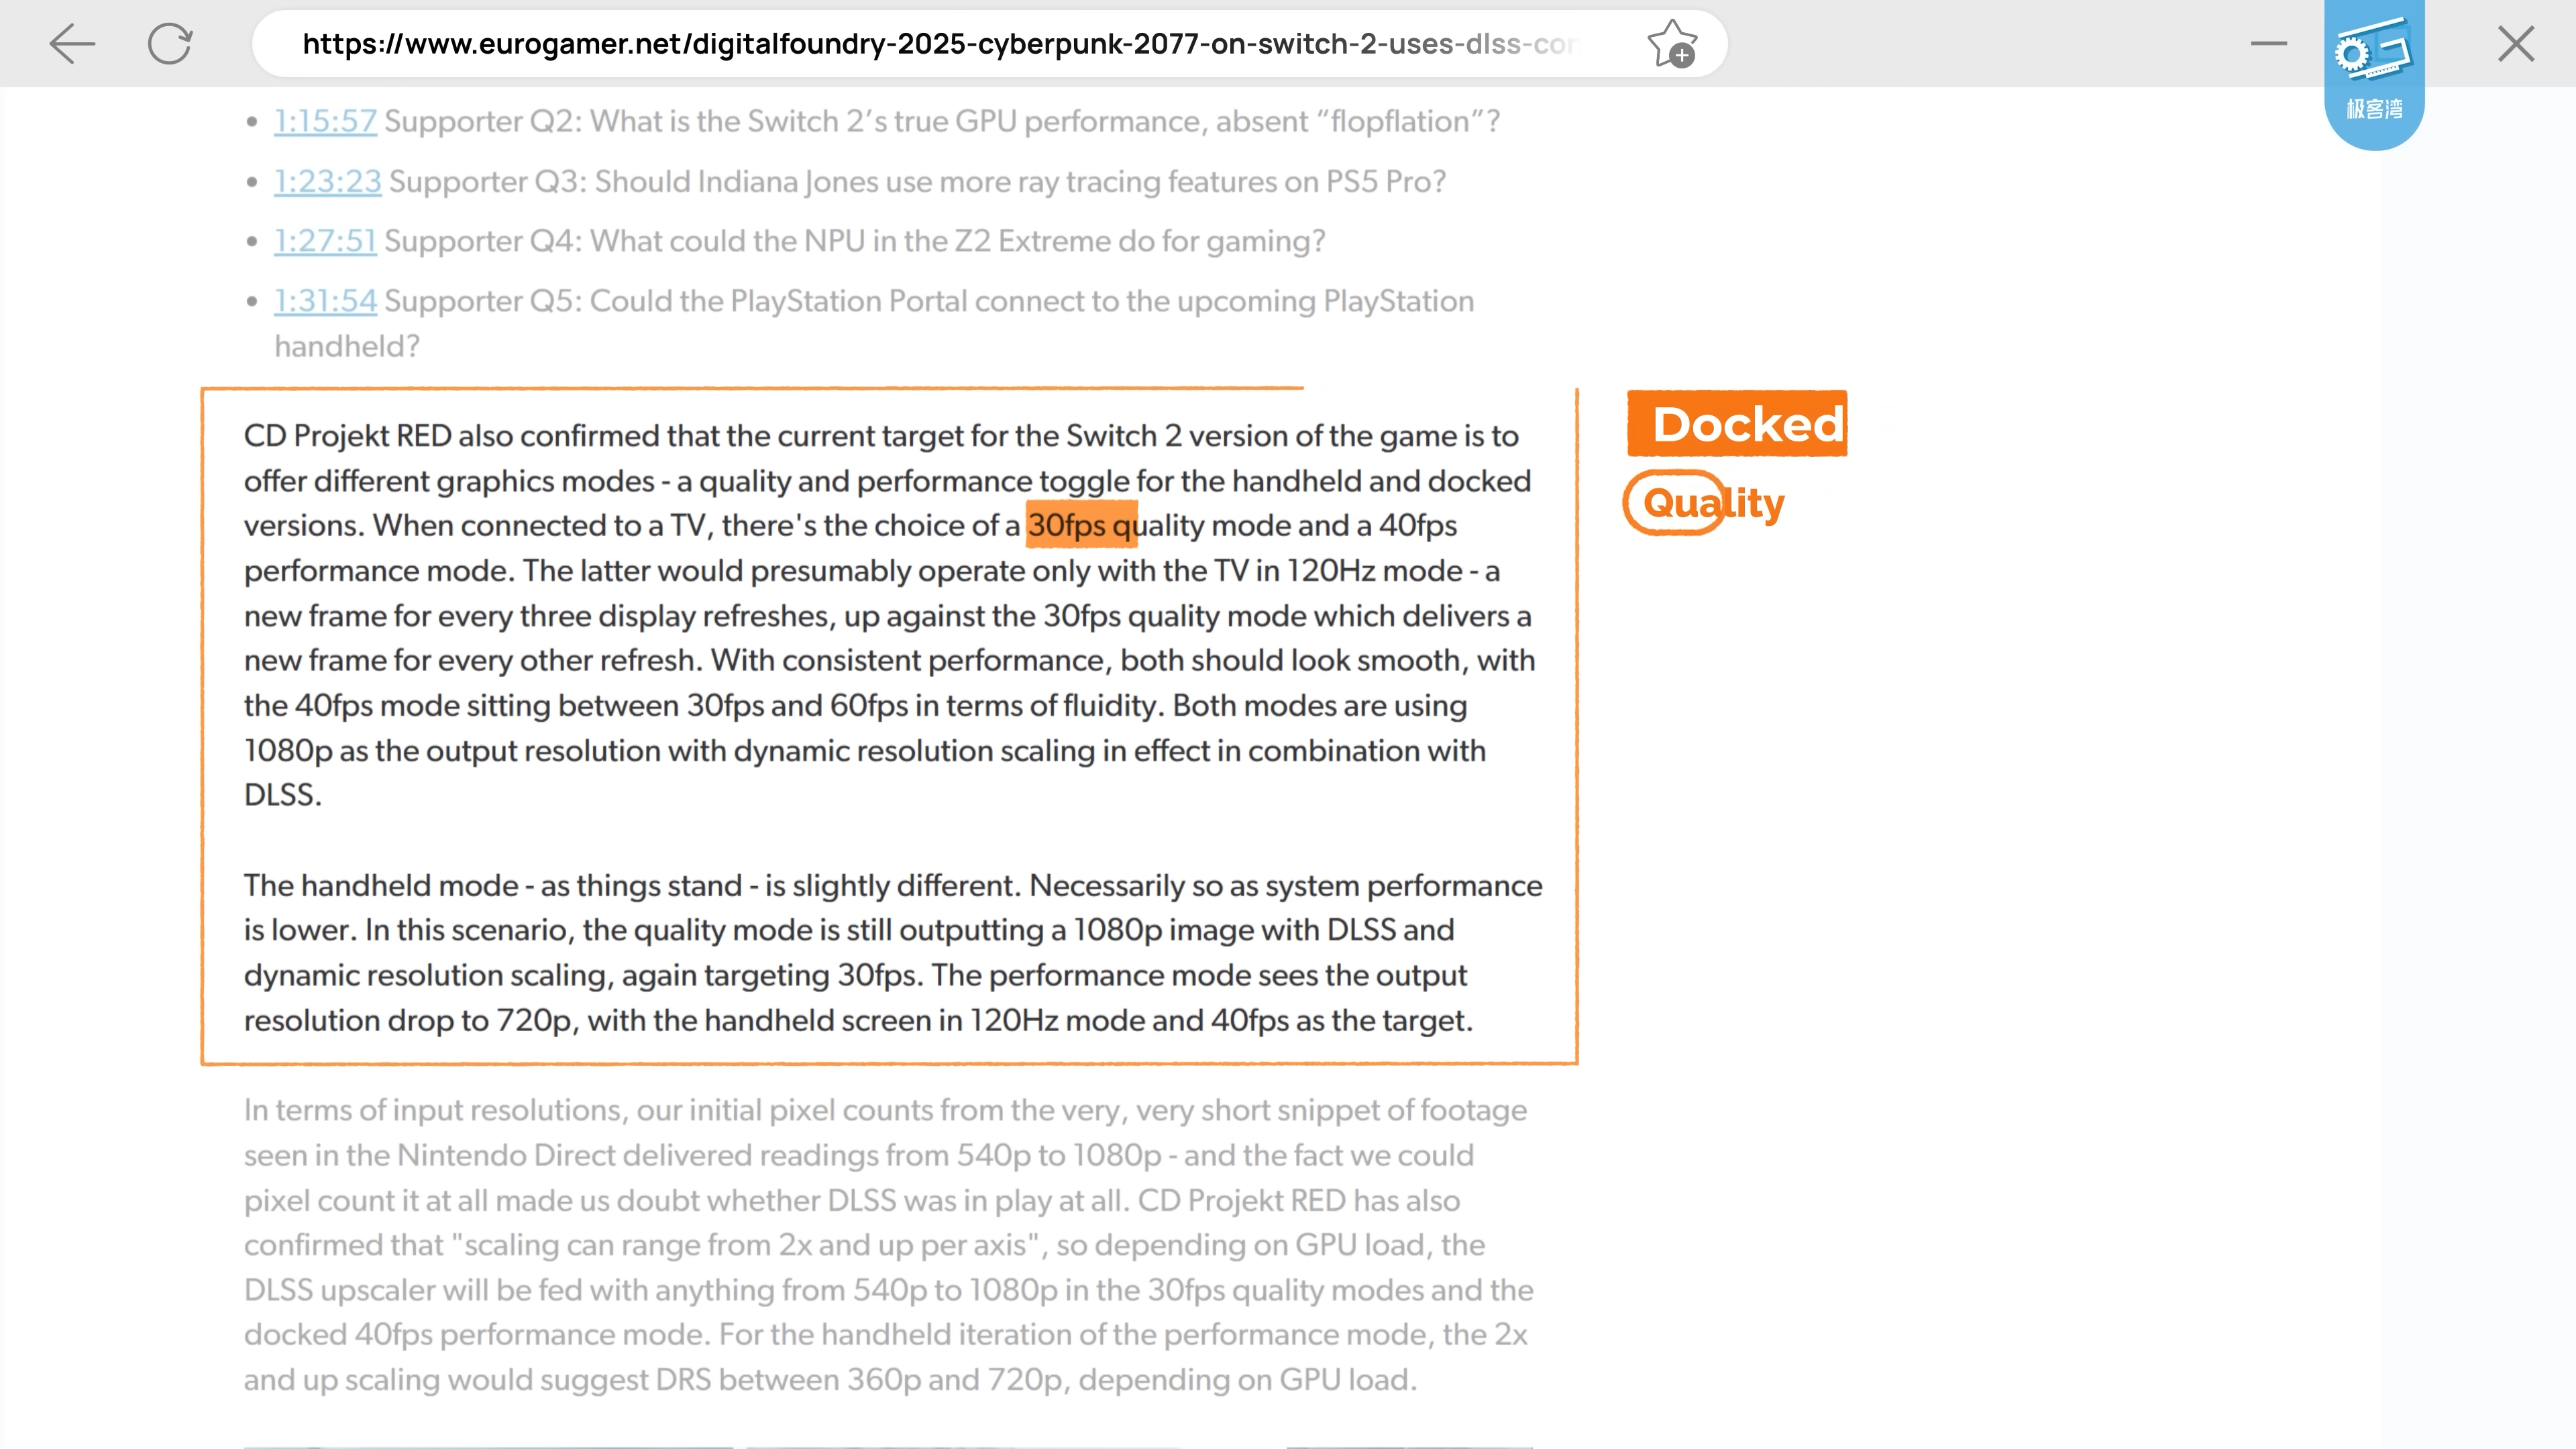 https://www.eurogamer.net/digitalfoundry-2025-cyberpunk-2077-on-switch-2-uses-dlss-con
极客湾
• 1:15:57 Supporter Q2: What is the Switch 2’s true GPU performance, absent “flopflation”?
• 1:23:23 Supporter Q3: Should Indiana Jones use more ray tracing features on PS5 Pro?
• 1:27:51 Supporter Q4: What could the NPU in the Z2 Extreme do for gaming?
• 1:31:54 Supporter Q5: Could the PlayStation Portal connect to the upcoming PlayStation
handheld?
CD Projekt RED also confirmed that the current target for the Switch 2 version of the game is to
offer different graphics modes - a quality and performance toggle for the handheld and docked
versions. When connected to a TV, there's the choice of a 30fps quality mode and a 40fps
performance mode. The latter would presumably operate only with the TV in 120Hz mode - a
new frame for every three display refreshes, up against the 30fps quality mode which delivers a
new frame for every other refresh. With consistent performance, both should look smooth, with
the 40fps mode sitting between 30fps and 60fps in terms of fluidity. Both modes are using
1080p as the output resolution with dynamic resolution scaling in effect in combination with
DLSS.
The handheld mode - as things stand - is slightly different. Necessarily so as system performance
is lower. In this scenario, the quality mode is still outputting a 1080p image with DLSS and
dynamic resolution scaling, again targeting 30fps. The performance mode sees the output
resolution drop to 720p, with the handheld screen in 120Hz mode and 40fps as the target.
Docked
Quality
In terms of input resolutions, our initial pixel counts from the very, very short snippet of footage
seen in the Nintendo Direct delivered readings from 540p to 1080p - and the fact we could
pixel count it at all made us doubt whether DLSS was in play at all. CD Projekt RED has also
confirmed that "scaling can range from 2x and up per axis", so depending on GPU load, the
DLSS upscaler will be fed with anything from 540p to 1080p in the 30fps quality modes and the
docked 40fps performance mode. For the handheld iteration of the performance mode, the 2x
and up scaling would suggest DRS between 360p and 720p, depending on GPU load.